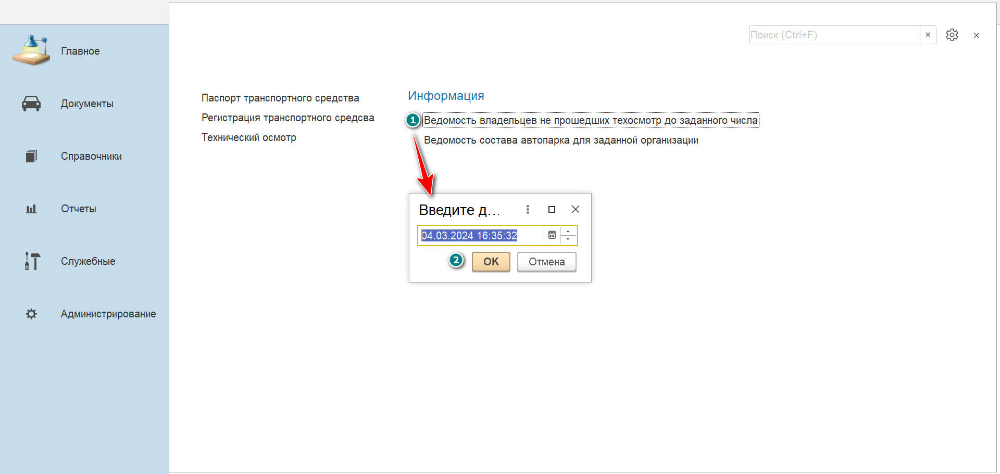 Поиск (Ctrl+F)
Главное
Документы
Справочники
Отчеты
Служебные
Администрирование
Паспорт транспортного средства
Регистрация транспортного средсва
Технический осмотр
Информация
1 Ведомость владельцев не прошедших техосмотр до заданного числа
Ведомость состава автопарка для заданной организации
Введите д...
04.03.2024 16:35:32
2 OK Отмена